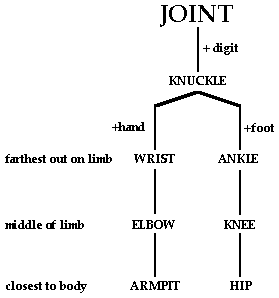 JOINT
+ digit
KNUCKLE
+hand
+foot
farthest out on limb WRIST ANKLE
middle of limb ELBOW KNEE
closest to body ARMPIT HIP